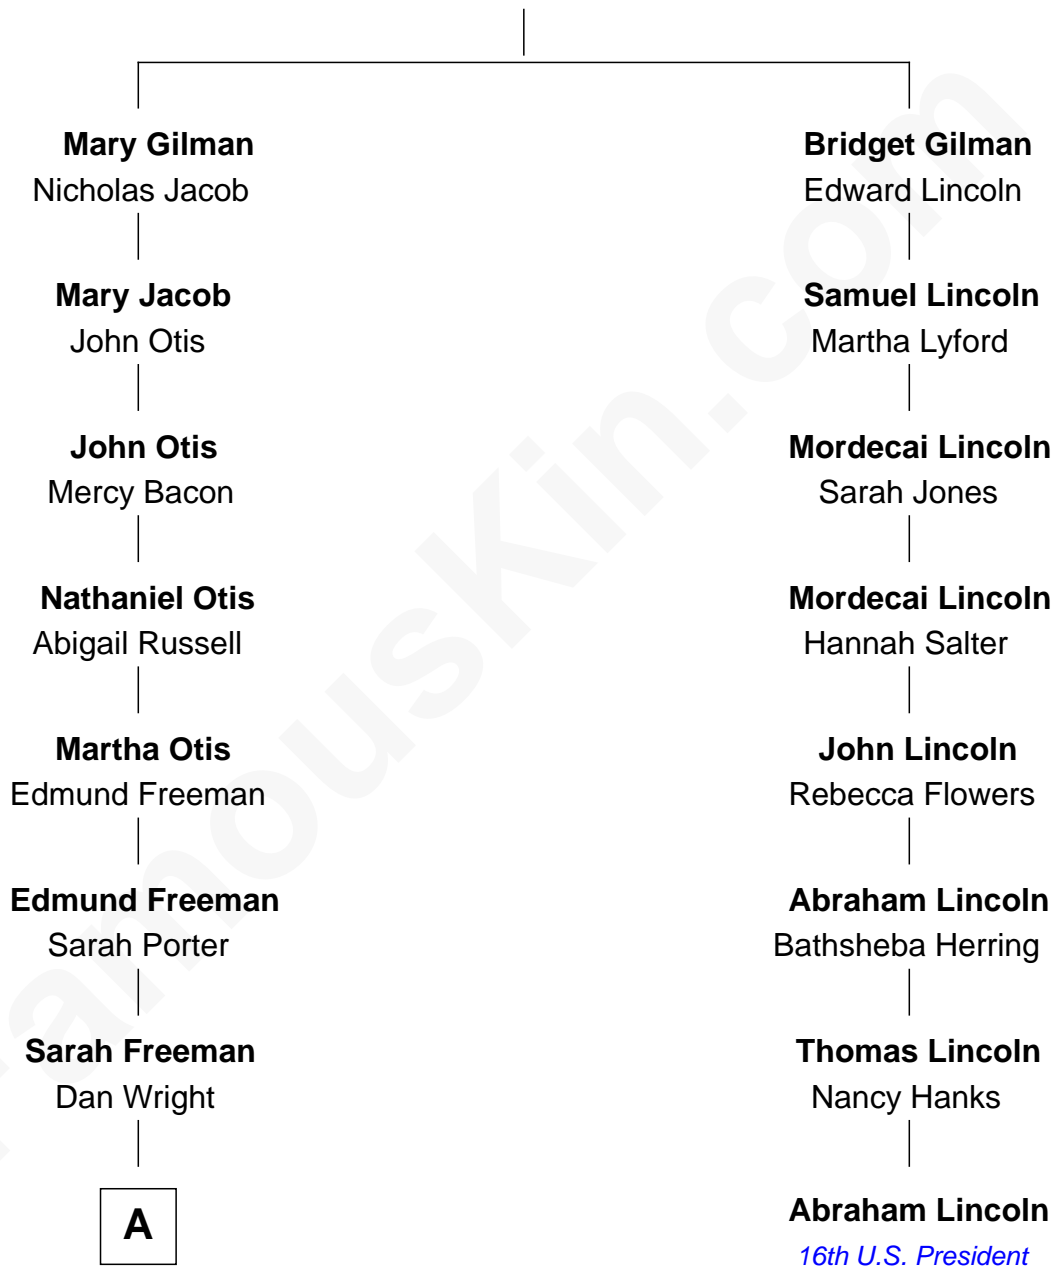 Mary Gilman
Nicholas Jacob
Mary Jacob
John Otis
John Otis
Mercy Bacon
Nathaniel Otis
Abigail Russell
Martha Otis
Edmund Freeman
Edmund Freeman
Sarah Porter
Sarah Freeman
Dan Wright
A
Bridget Gilman
Edward Lincoln
Samuel Lincoln
Martha Lyford
Mordecai Lincoln
Sarah Jones
Mordecai Lincoln
Hannah Salter
John Lincoln
Rebecca Flowers
Abraham Lincoln
Bathsheba Herring
Thomas Lincoln
Nancy Hanks
Abraham Lincoln
16th U.S. President
FamousKin.com